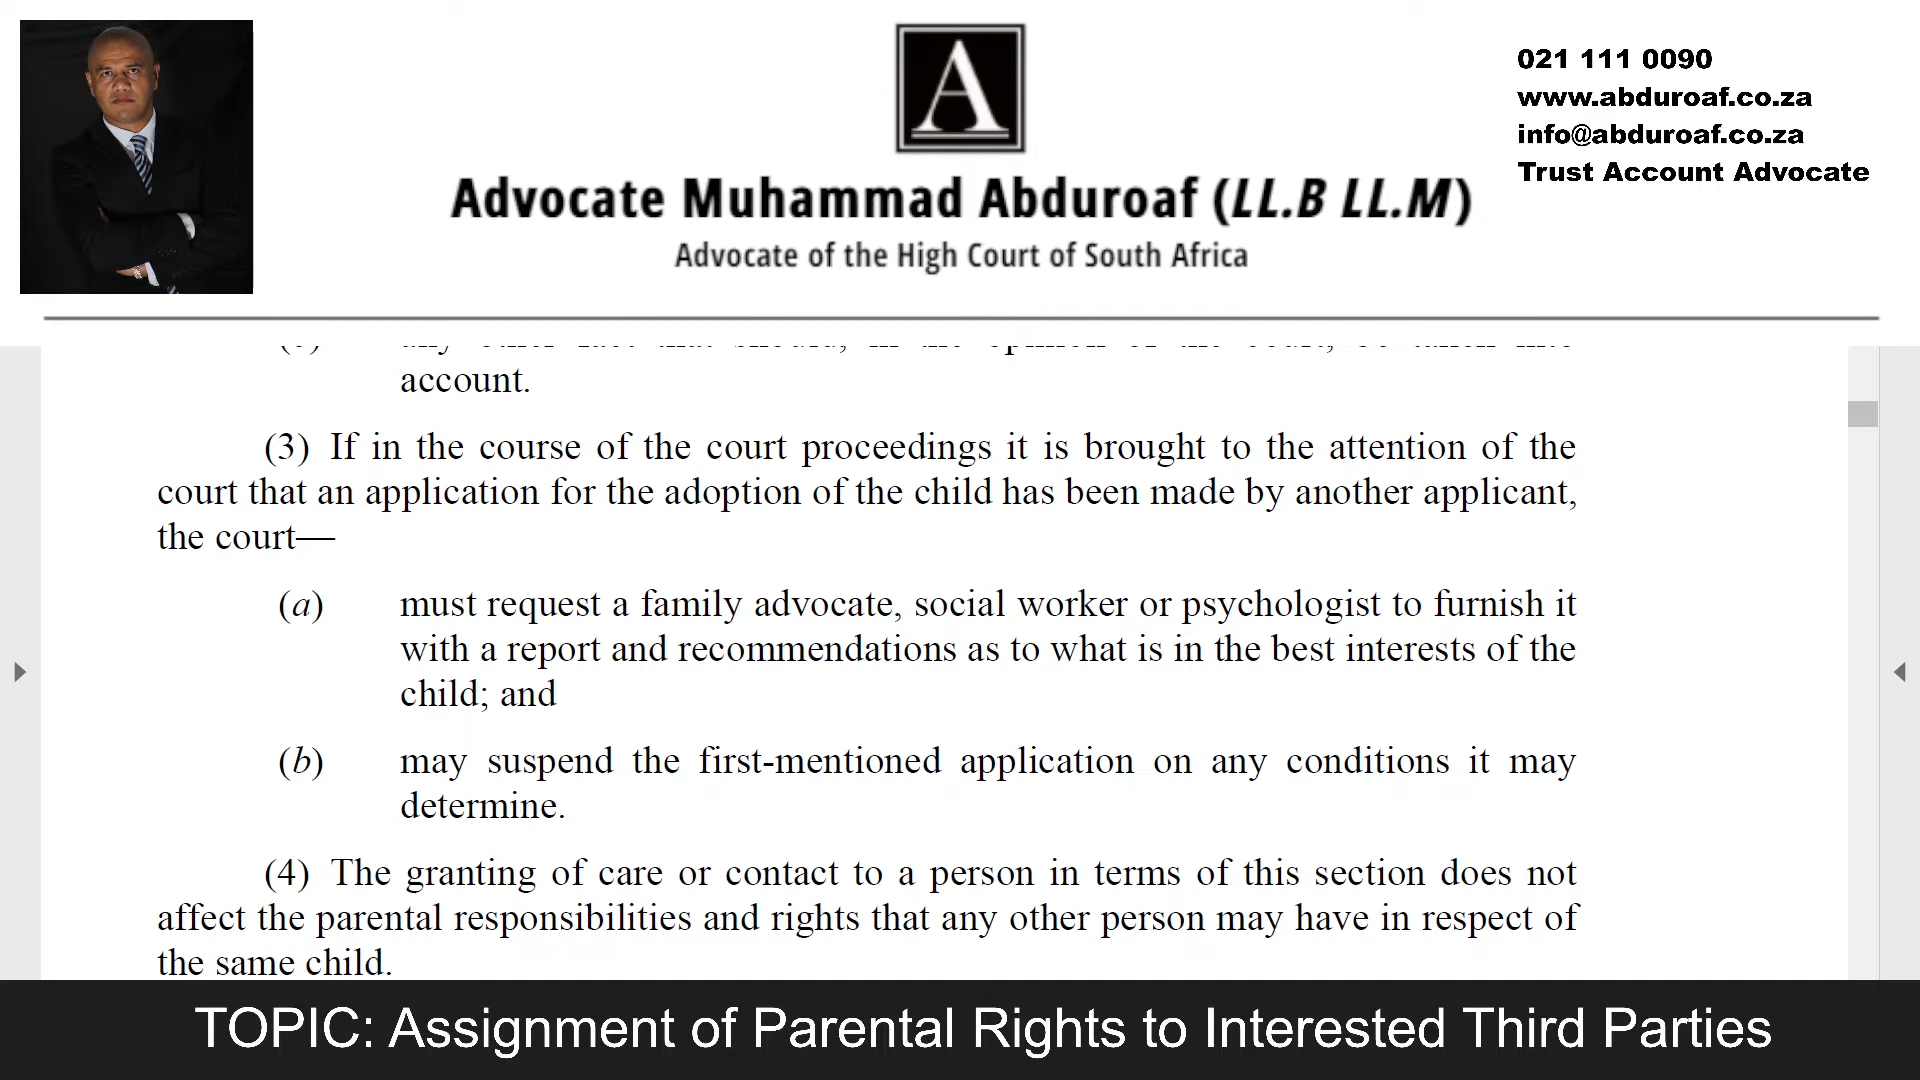 A
021 111 0090
www.abduroaf.co.za
info@abduroaf.co.za
Trust Account Advocate
Advocate Muhammad Abduroaf (LL.B LL.M)
Advocate of the High Court of South Africa
account.
(3) If in the course of the court proceedings it is brought to the attention of the
court that an application for the adoption of the child has been made by another applicant,
the court—
(a) must request a family advocate, social worker or psychologist to furnish it
with a report and recommendations as to what is in the best interests of the
child; and
(b) may suspend the first-mentioned application on any conditions it may
determine.
(4) The granting of care or contact to a person in terms of this section does not
affect the parental responsibilities and rights that any other person may have in respect of
the same child.
TOPIC: Assignment of Parental Rights to Interested Third Parties